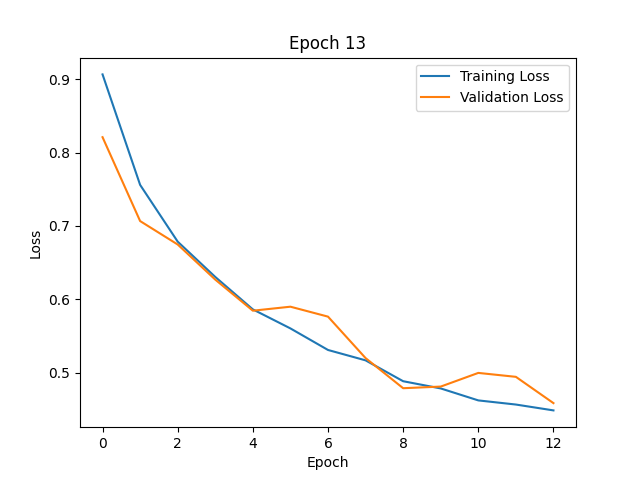 Epoch 13
Training Loss
Validation Loss
Loss
0.9
0.8
0.7
0.6
0.5
0 2 4 6 8 10 12
Epoch